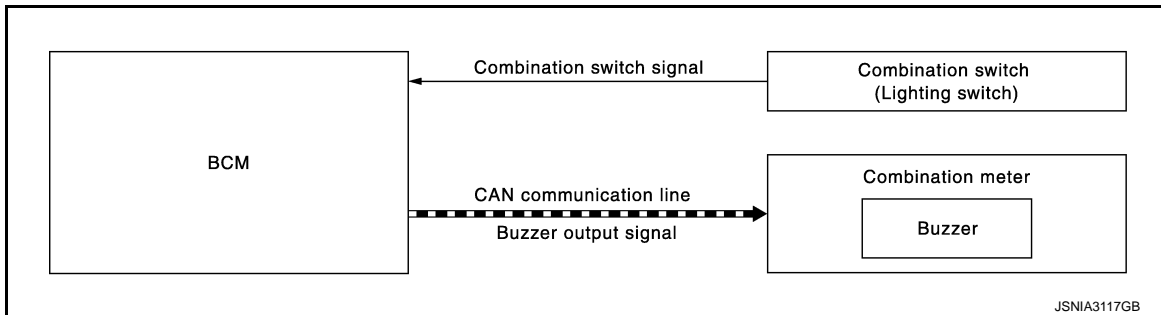 BCM
Combination switch signal
Combination switch
(Lighting switch)
CAN communication line
Buzzer output signal
Combination meter
Buzzer
JSNIA3117GB